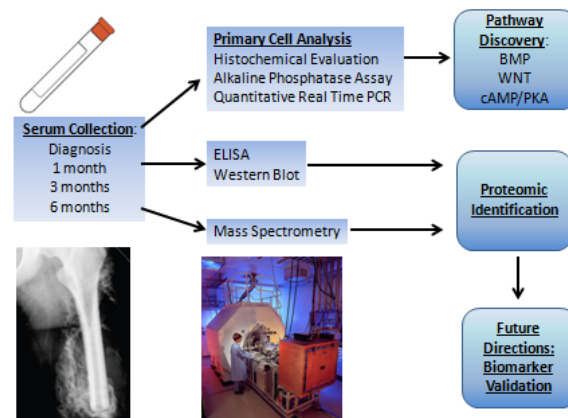 Serum Collection:
Diagnosis
1 month
3 months
6 months
Primary Cell Analysis
Histochemical Evaluation
Alkaline Phosphatase Assay
Quantitative Real Time PCR
ELISA
Western Blot
Mass Spectrometry
Pathway
Discovery:
BMP
WNT
cAMP/PKA
Proteomic
Identification
Future
Directions:
Biomarker
Validation